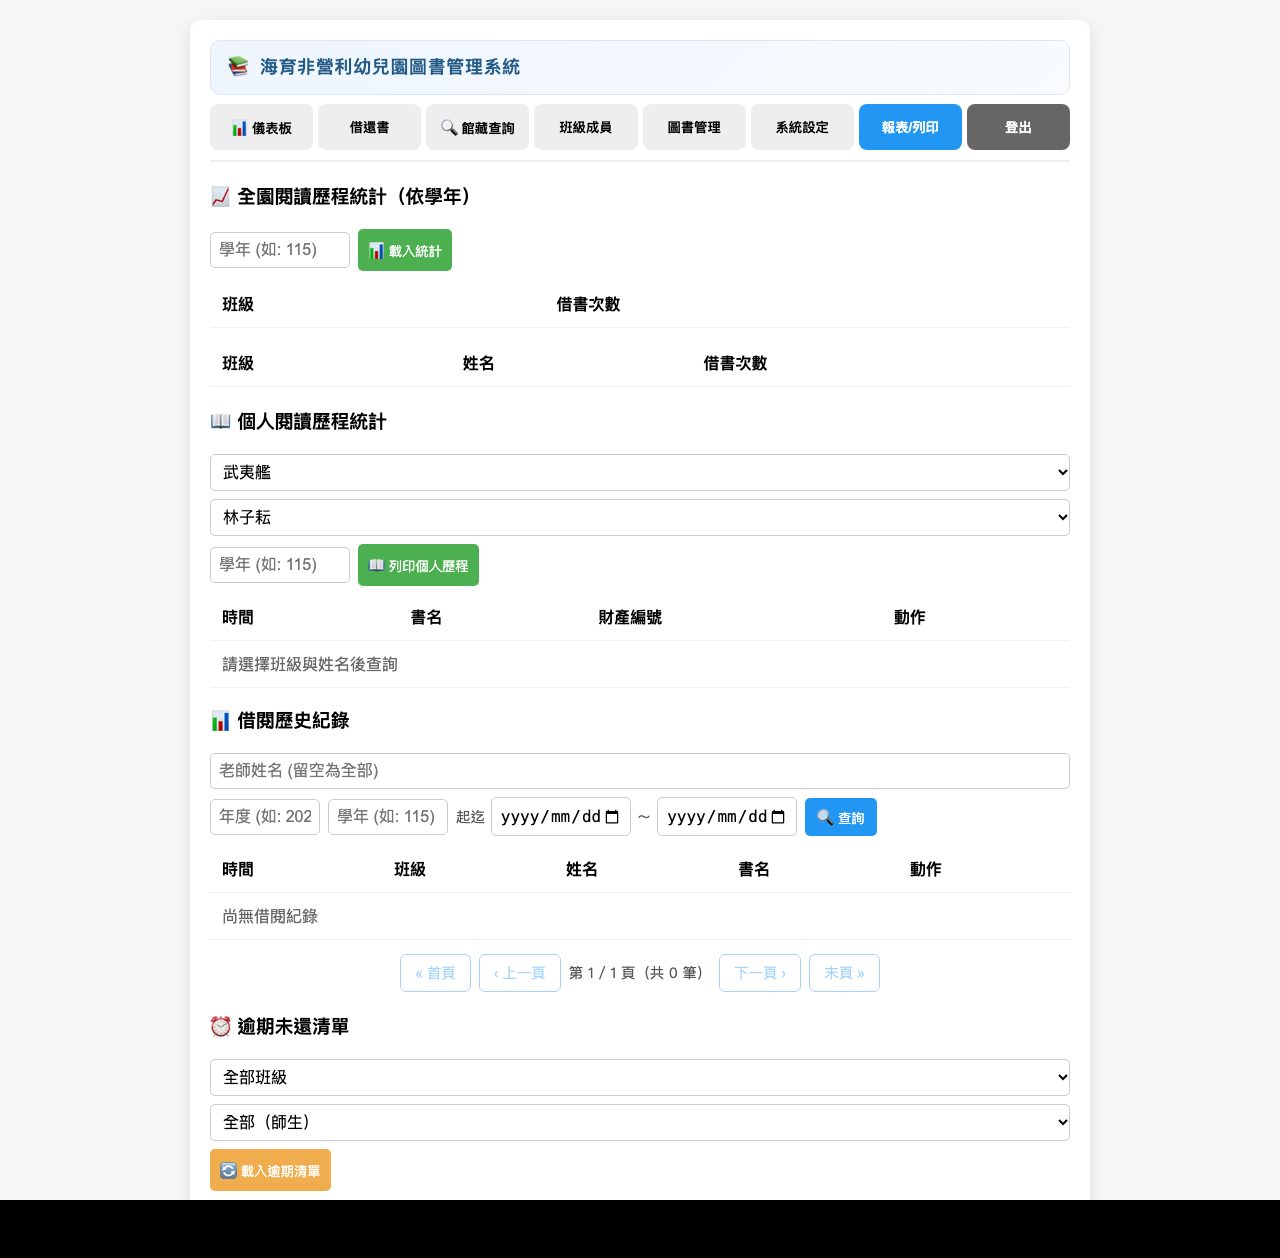 海育非營利幼兒園圖書管理系統
儀表板 借還書 館藏查詢 班級成員 圖書管理 系統設定 報表/列印 登出
全園閱讀歷程統計（依學年）
學年 (如: 115) 載入統計
班級 借書次數
班級 姓名 借書次數
個人閱讀歷程統計
武夷艦
林子耘
學年 (如: 115) 列印個人歷程
時間 書名 財產編號 動作
請選擇班級與姓名後查詢
借閱歷史紀錄
老師姓名 (留空為全部)
年度 (如: 202 學年 (如: 115) 起迄 yyyy/mm/dd ～ yyyy/mm/dd 查詢
時間 班級 姓名 書名 動作
尚無借閱紀錄
« 首頁 ‹ 上一頁 第 1 / 1 頁（共 0 筆） 下一頁 › 末頁 »
逾期未還清單
全部班級
全部（師生）
載入逾期清單